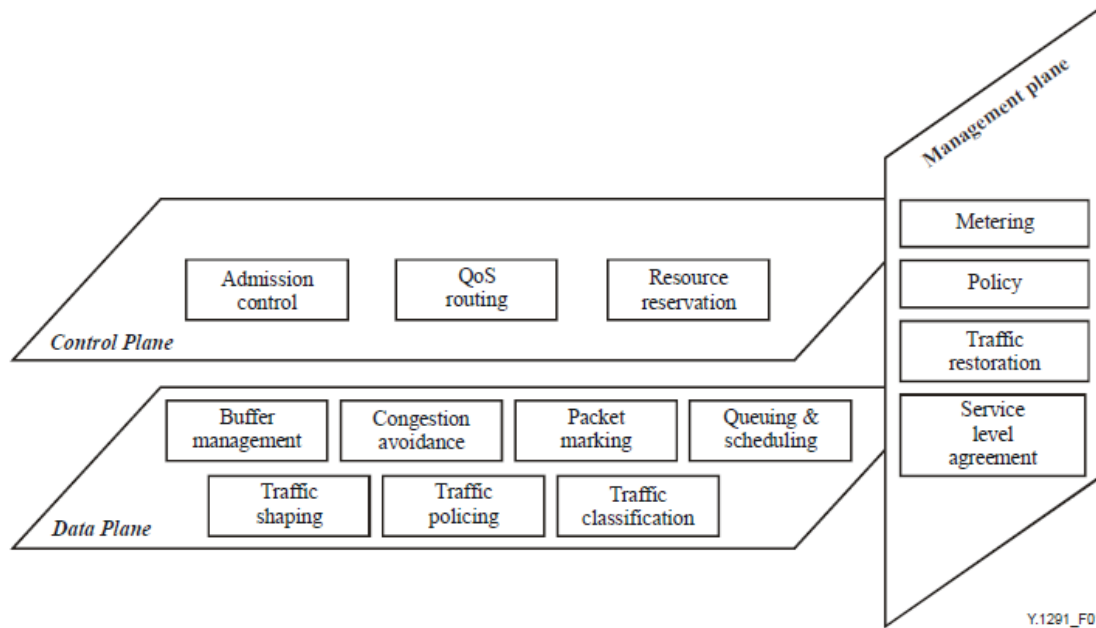 Management plane
Metering
Policy
Traffic
restoration
Service
level
agreement
Admission
control
QoS
routing
Resource
reservation
Control Plane
Buffer
management
Congestion
avoidance
Packet
marking
Queuing &
scheduling
Traffic
shaping
Traffic
policing
Traffic
classification
Data Plane
Y.1291_F0